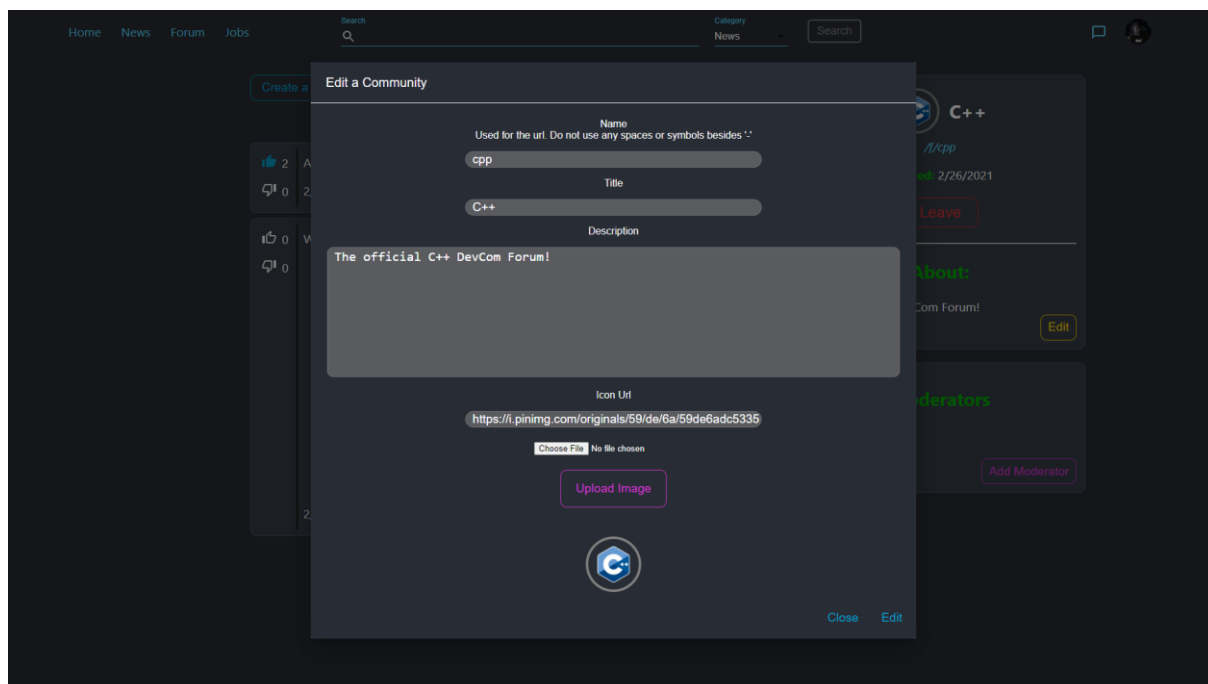 Home News Forum Jobs
Search
Category
News
Search
Create a
Edit a Community
C++
/f/cpp
2/26/2021
Leave
About:
Com Forum!
Edit
Moderators
Add Moderator
2 A
0 2
0 W
0
2
Name
Used for the url. Do not use any spaces or symbols besides '-'
cpp
Title
C++
Description
The official C++ DevCom Forum!
Icon Url
https://i.pinimg.com/originals/59/de/6a/59de6adc5335
Choose File No file chosen
Upload Image
Close Edit